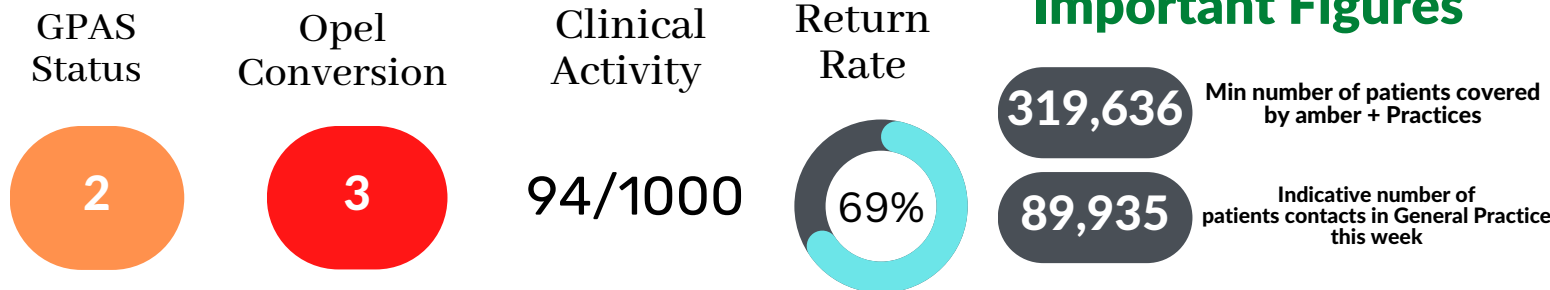 GPAS
Status
2
Opel
Conversion
3
Clinical
Activity
94/1000
Return
Rate
69%
Important Figures
319,636
Min number of patients covered
by amber + Practices
89,935
Indicative number of
patients contacts in General Practice
this week